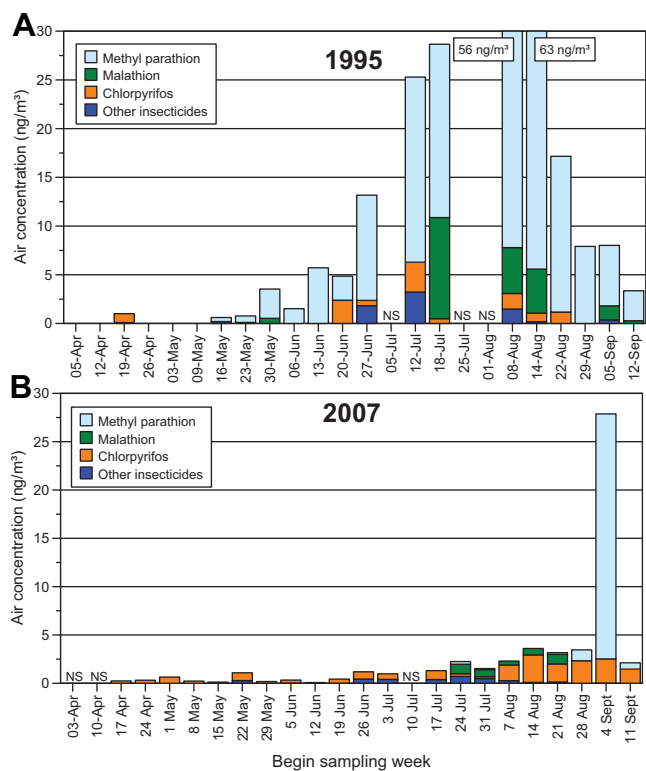 A
1995
Methyl parathion
Malathion
Chlorpyrifos
Other insecticides
56 ng/m³
63 ng/m³
Air concentration (ng/m³)
30
25
20
15
10
5
0
NS
NS
NS
05-Apr
12-Apr
19-Apr
26-Apr
03-May
09-May
16-May
23-May
30-May
06-Jun
13-Jun
20-Jun
27-Jun
05-Jul
12-Jul
18-Jul
25-Jul
01-Aug
08-Aug
14-Aug
22-Aug
29-Aug
05-Sep
12-Sep
B
2007
Methyl parathion
Malathion
Chlorpyrifos
Other insecticides
Air concentration (ng/m³)
30
25
20
15
10
5
0
NS
NS
NS
03-Apr
10-Apr
17 Apr
24 Apr
1 May
8 May
15 May
22 May
29 May
5 Jun
12 Jun
19 Jun
26 Jun
3 Jul
10 Jul
17 Jul
24 Jul
31 Jul
7 Aug
14 Aug
21 Aug
28 Aug
4 Sept
11 Sept
Begin sampling week